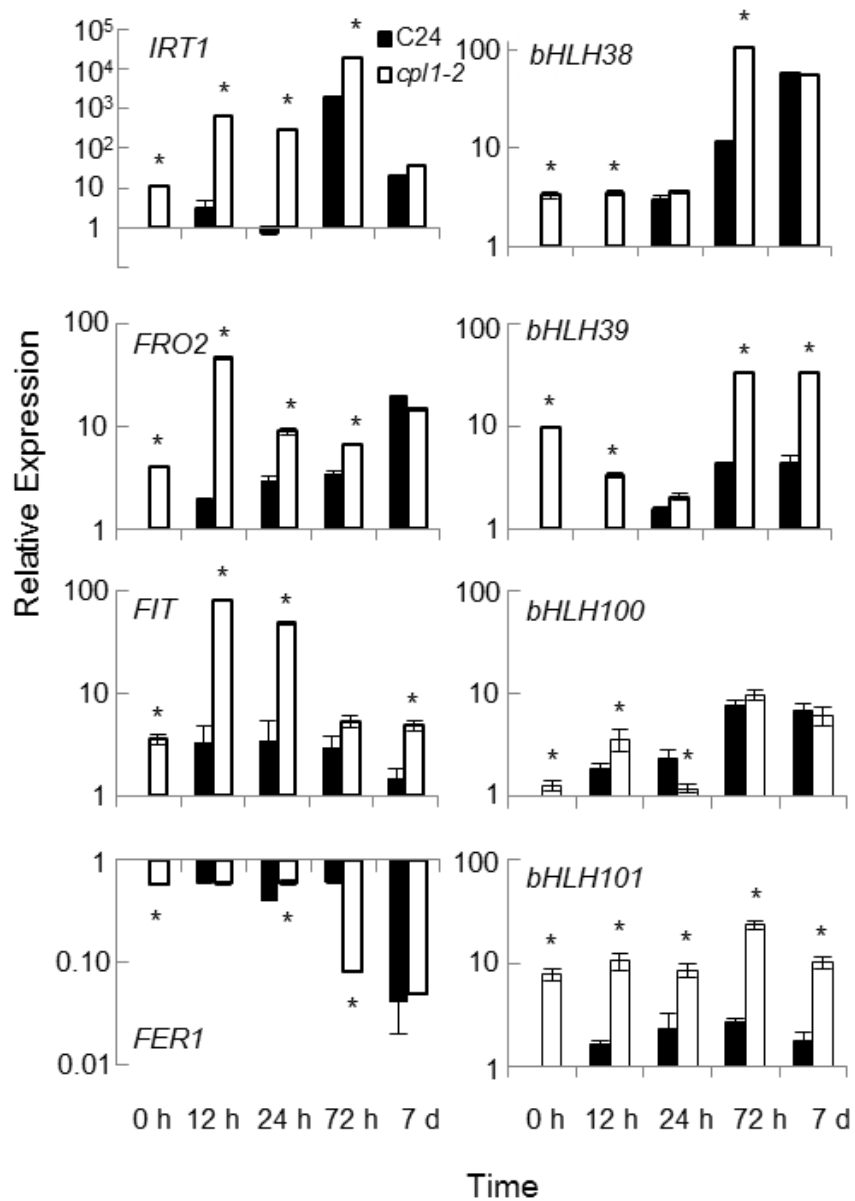 IRT1
C24
cpl1-2
10⁵
10⁴
10³
10²
10
1
* * * *
bHLH38
100
10
1
* * *
FRO2
100
10
1
* * * *
bHLH39
100
10
1
* * * *
FIT
100
10
1
* * * *
bHLH100
100
10
1
* * *
FER1
1
0.10
0.01
* * *
bHLH101
100
10
1
* * * * *
Relative Expression
0 h 12 h 24 h 72 h 7 d
0 h 12 h 24 h 72 h 7 d
Time